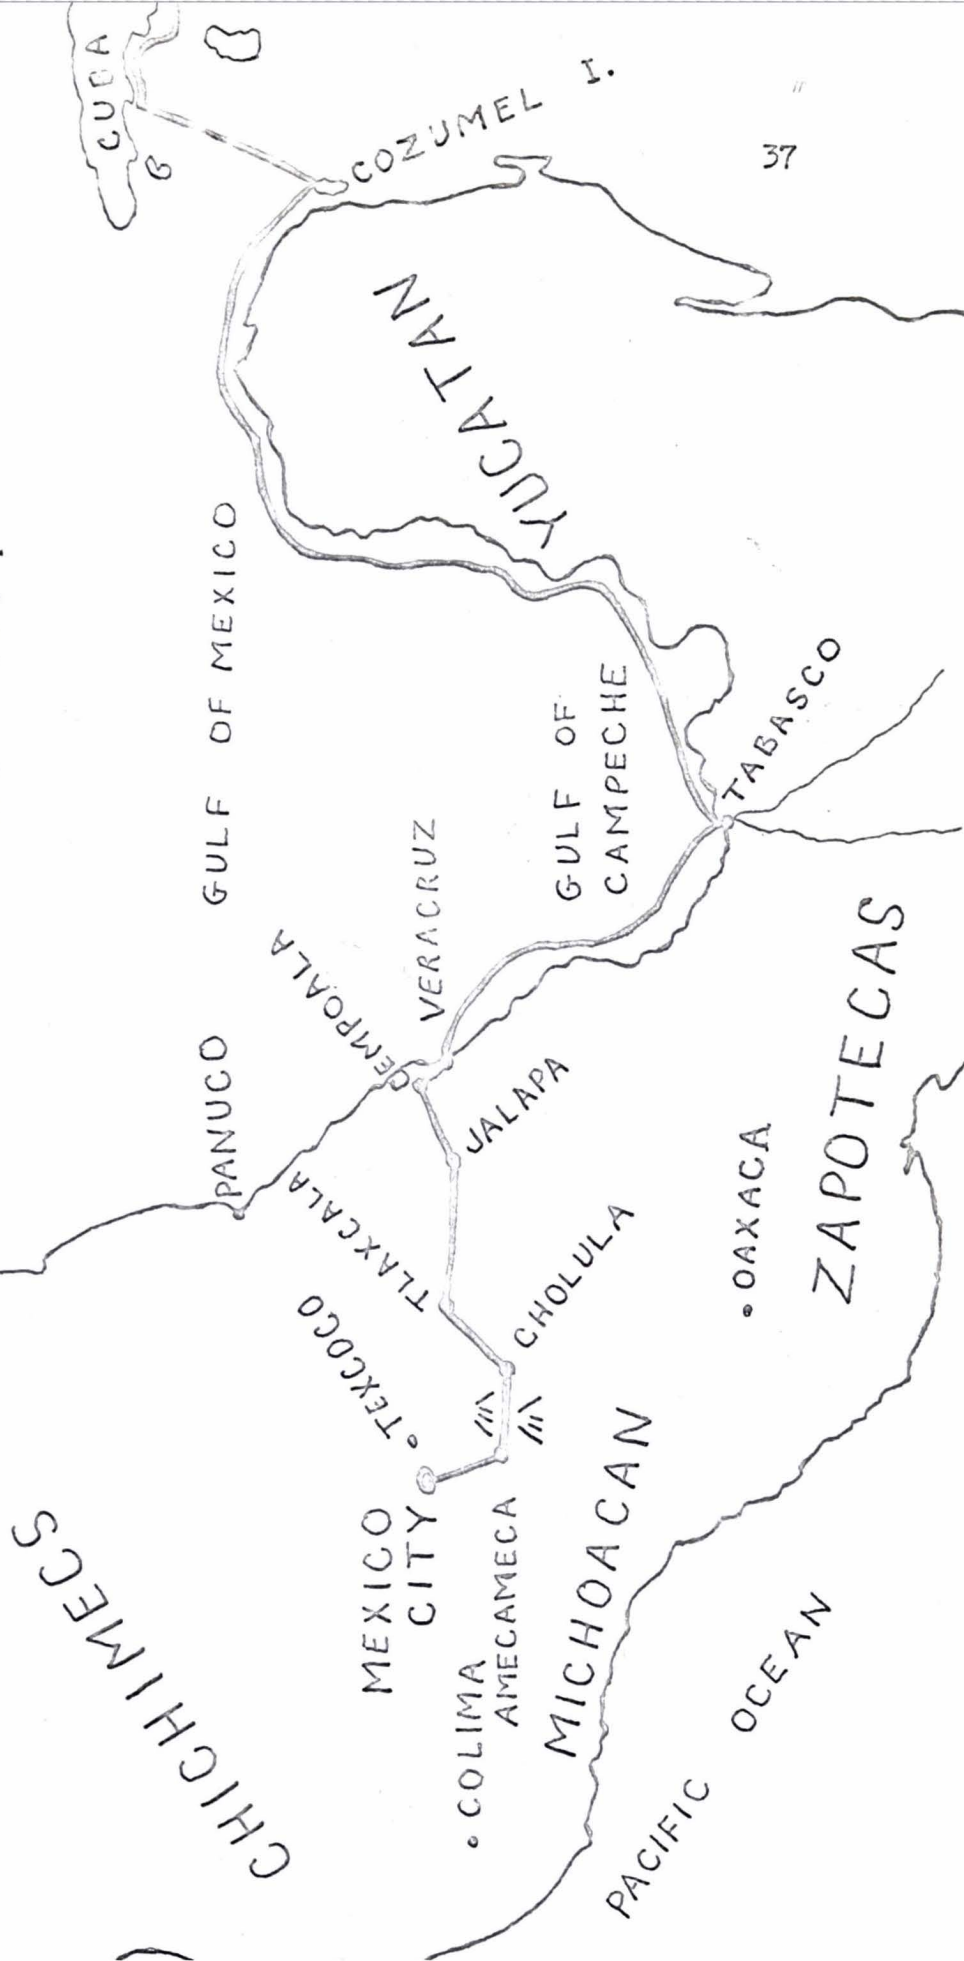 37
CUBA
COZUMEL I.
YUCATAN
GULF OF MEXICO
GULF OF
CAMPECHE
TABASCO
VERACRUZ
CEMPOALA
PANUCO
JALAPA
TLAXCALA
CHOLULA
TEXCOCO
MEXICO
CITY
AMECAMECA
COLIMA
OAXACA
ZAPOTECAS
MICHOACAN
CHICHIMECS
PACIFIC OCEAN